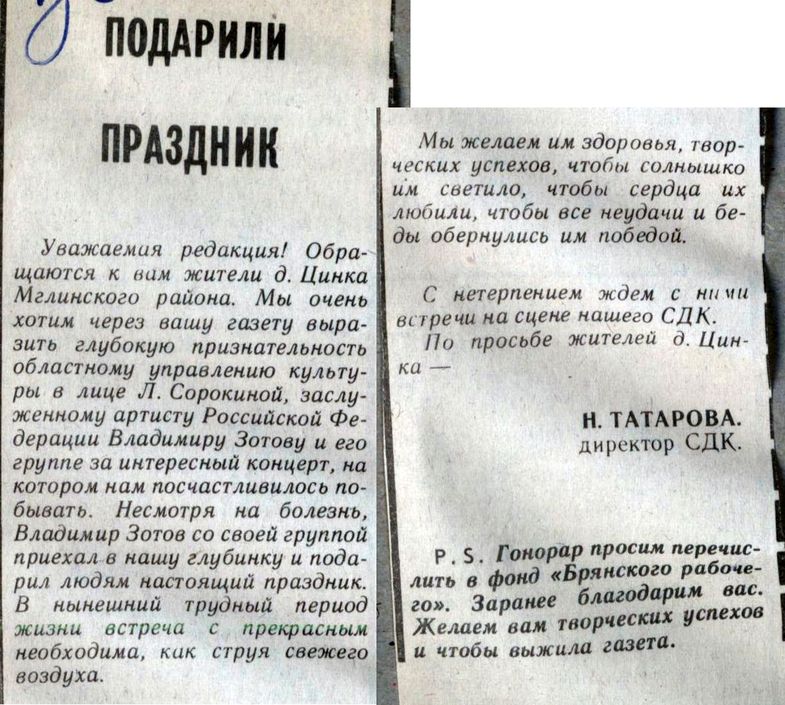 ПОДАРИЛИ
ПРАЗДНИК
Уважаемая редакция! Обра-
щаются к вам жители д. Цинка
Мглинского района. Мы очень
хотим через вашу газету выра-
зить глубокую признательность
областному управлению культу-
ры в лице Л. Сорокиной, заслу-
женному артисту Российской Фе-
дерации Владимиру Зотову и его
группе за интересный концерт, на
котором нам посчастливилось по-
бывать. Несмотря на болезнь,
Владимир Зотов со своей группой
приехал в нашу глубинку и пода-
рил людям настоящий праздник.
В нынешний трудный период
жизни встреча с прекрасным
необходима, как струя свежего
воздуха.
Мы желаем им здоровья, твор-
ческих успехов, чтобы солнышко
им светило, чтобы сердца их
любили, чтобы все неудачи и бе-
ды обернулись им победой.
С нетерпением ждем с ними
встречи на сцене нашего СДК.
По просьбе жителей д. Цин-
ка —
Н. ТАТАРОВА.
директор СДК.
P. S. Гонорар просим перечис-
лить в фонд «Брянского рабоче-
го». Заранее благодарим вас.
Желаем вам творческих успехов
и чтобы выжила газета.